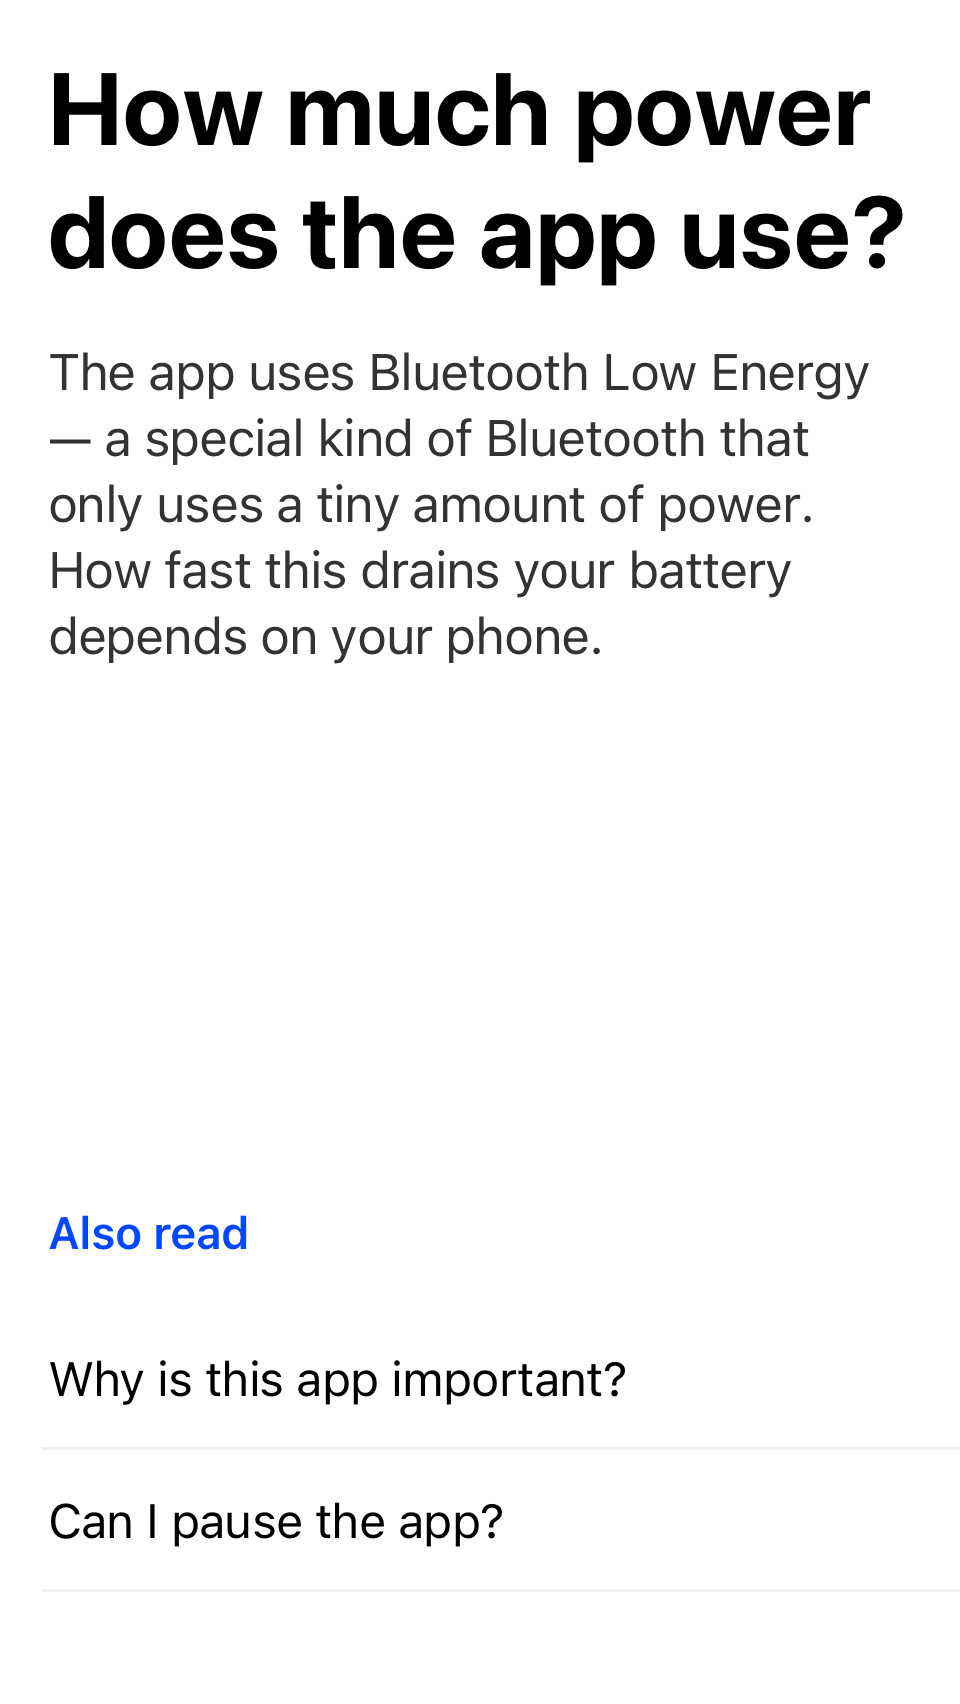 How much power
does the app use?
The app uses Bluetooth Low Energy
— a special kind of Bluetooth that
only uses a tiny amount of power.
How fast this drains your battery
depends on your phone.
Also read
Why is this app important?
Can I pause the app?